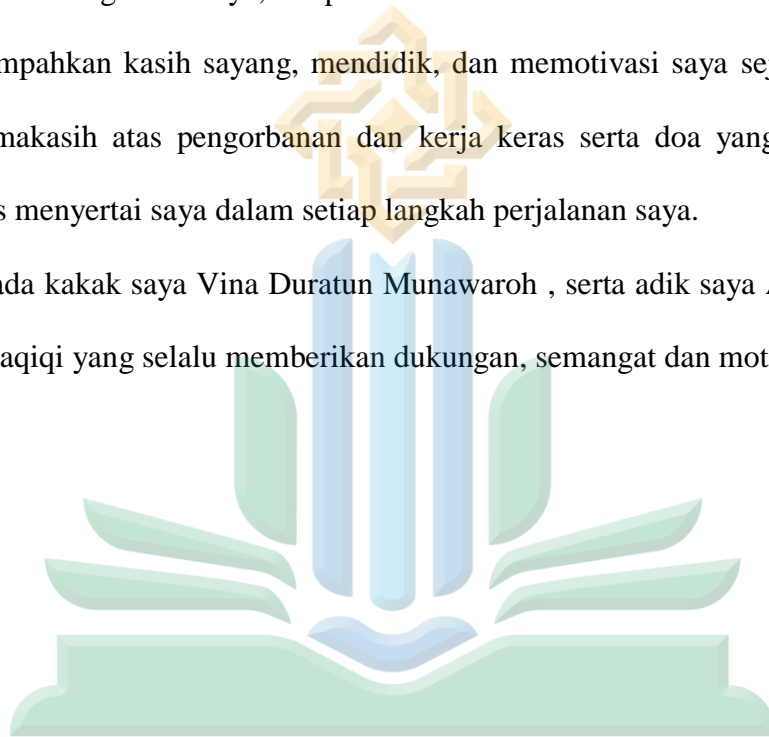 mpahkan kasih sayang, mendidik, dan memotivasi saya sej
makasih atas pengorbanan dan kerja keras serta doa yang
s menyertai saya dalam setiap langkah perjalanan saya.
ada kakak saya Vina Duratun Munawaroh , serta adik saya
aqiqi yang selalu memberikan dukungan, semangat dan mot